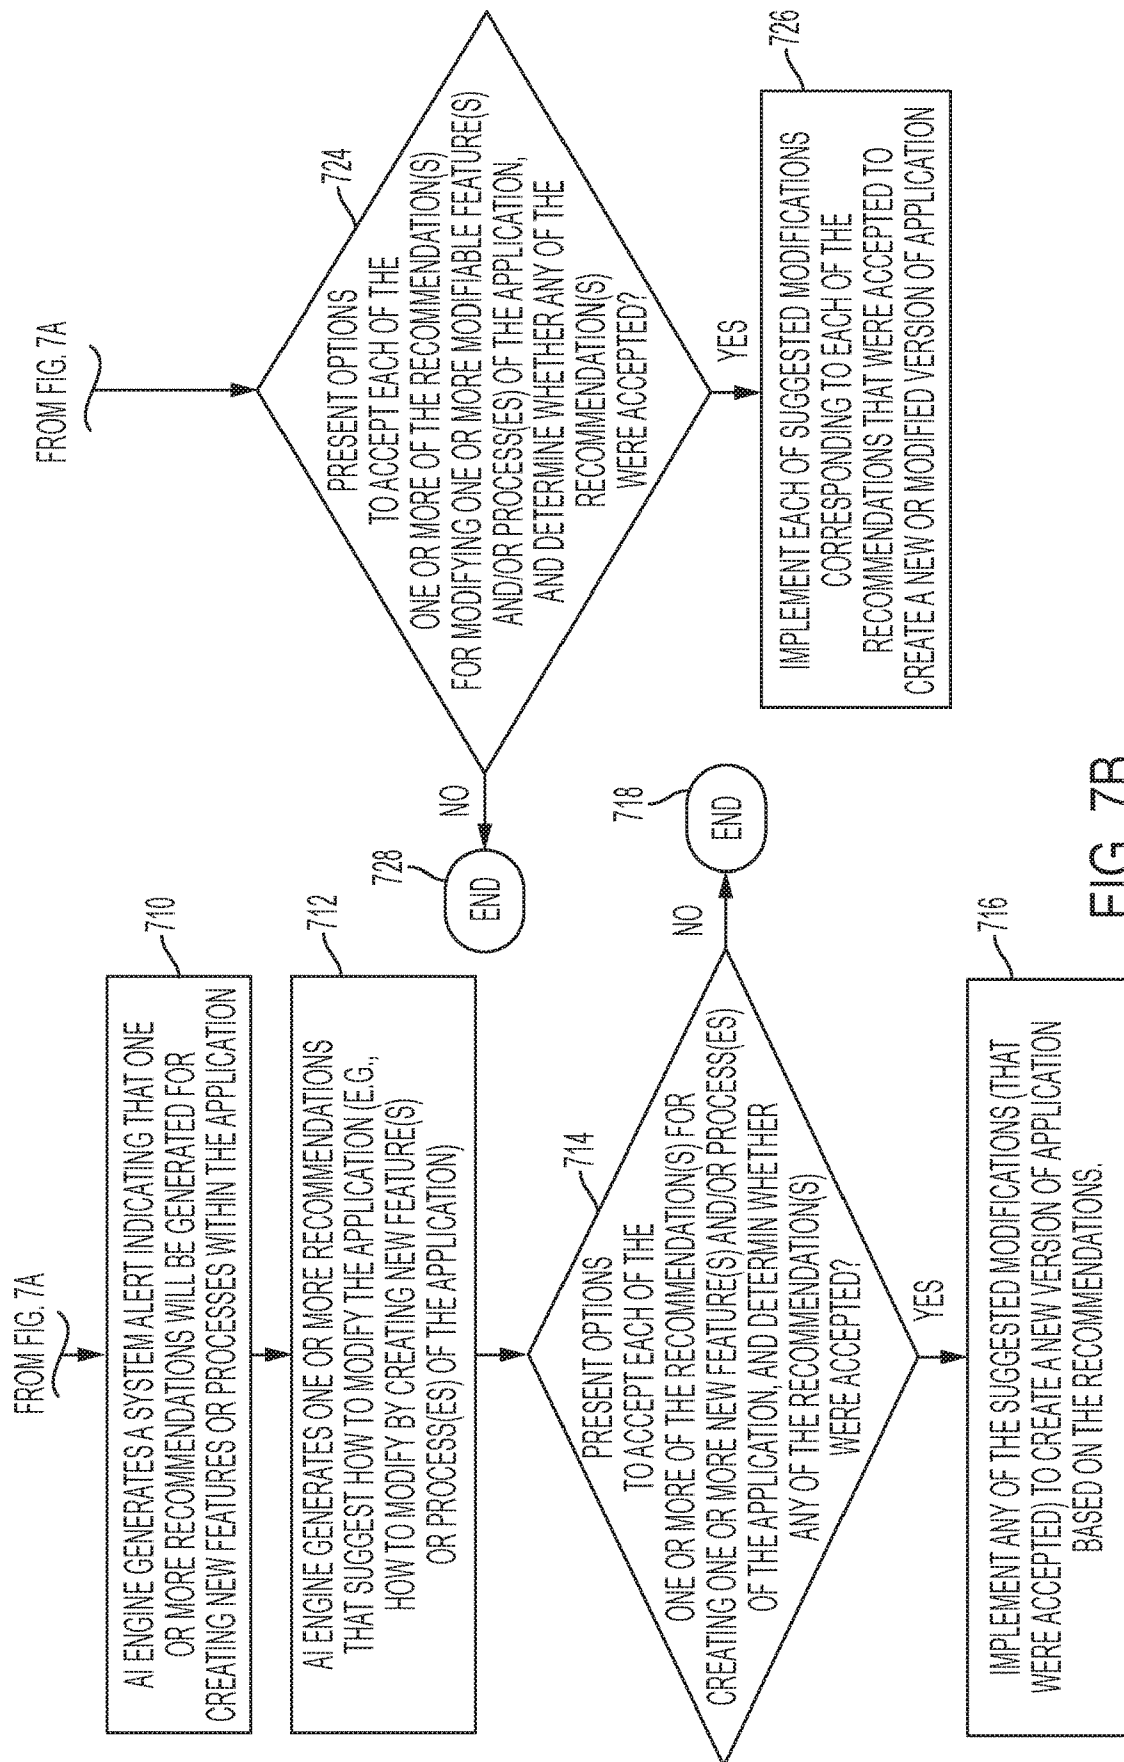 FROM FIG. 7A
710
AI ENGINE GENERATES A SYSTEM ALERT INDICATING THAT ONE
OR MORE RECOMMENDATIONS WILL BE GENERATED FOR
CREATING NEW FEATURES OR PROCESSES WITHIN THE APPLICATION
712
AI ENGINE GENERATES ONE OR MORE RECOMMENDATIONS
THAT SUGGEST HOW TO MODIFY THE APPLICATION (E.G.,
HOW TO MODIFY BY CREATING NEW FEATURE(S)
OR PROCESS(ES) OF THE APPLICATION)
714
PRESENT OPTIONS
TO ACCEPT EACH OF THE
ONE OR MORE OF THE RECOMMENDATION(S) FOR
CREATING ONE OR MORE NEW FEATURE(S) AND/OR PROCESS(ES)
OF THE APPLICATION, AND DETERMIN WHETHER
ANY OF THE RECOMMENDATION(S)
WERE ACCEPTED?
NO
718
END
YES
716
IMPLEMENT ANY OF THE SUGGESTED MODIFICATIONS (THAT
WERE ACCEPTED) TO CREATE A NEW VERSION OF APPLICATION
BASED ON THE RECOMMENDATIONS.
FROM FIG. 7A
724
PRESENT OPTIONS
TO ACCEPT EACH OF THE
ONE OR MORE OF THE RECOMMENDATION(S)
FOR MODIFYING ONE OR MORE MODIFIABLE FEATURE(S)
AND/OR PROCESS(ES) OF THE APPLICATION,
AND DETERMINE WHETHER ANY OF THE
RECOMMENDATION(S)
WERE ACCEPTED?
NO
728
END
YES
726
IMPLEMENT EACH OF SUGGESTED MODIFICATIONS
CORRESPONDING TO EACH OF THE
RECOMMENDATIONS THAT WERE ACCEPTED TO
CREATE A NEW OR MODIFIED VERSION OF APPLICATION
FIG. 7B